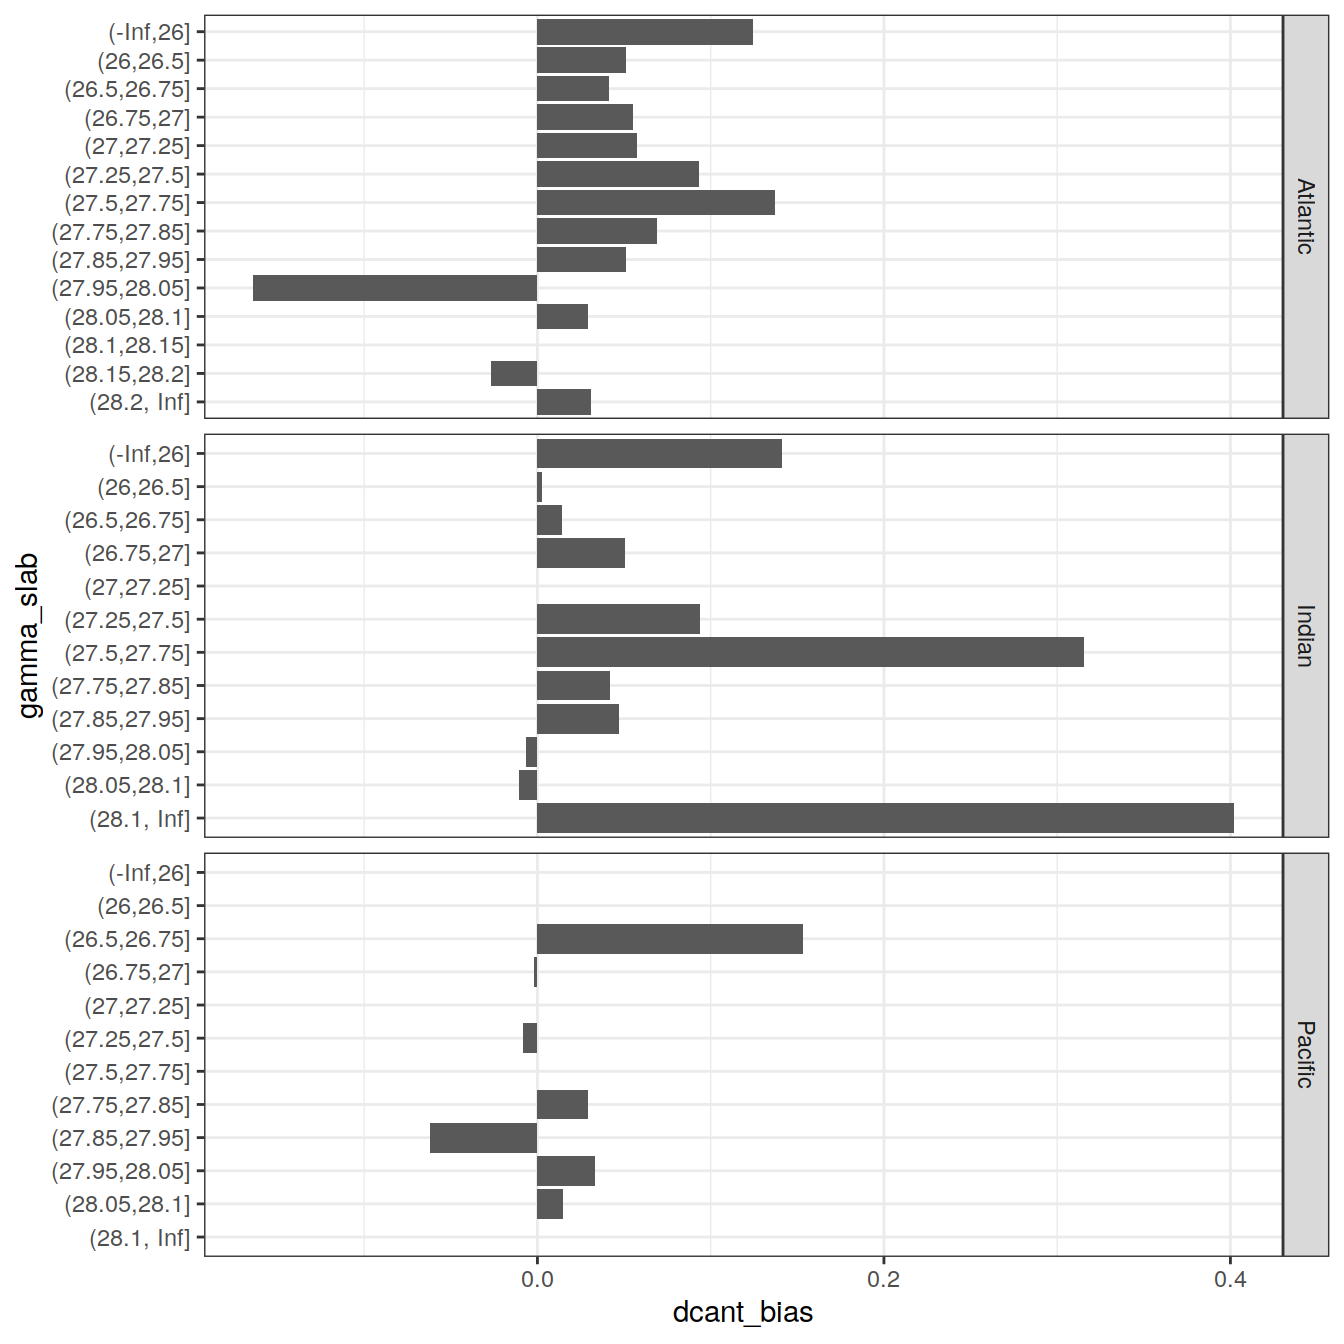 (-Inf,26]
(26,26.5]
(26.5,26.75]
(26.75,27]
(27,27.25]
(27.25,27.5]
(27.5,27.75]
(27.75,27.85]
(27.85,27.95]
(27.95,28.05]
(28.05,28.1]
(28.1,28.15]
(28.15,28.2]
(28.2, Inf]
Atlantic
(-Inf,26]
(26,26.5]
(26.5,26.75]
(26.75,27]
(27,27.25]
(27.25,27.5]
(27.5,27.75]
(27.75,27.85]
(27.85,27.95]
(27.95,28.05]
(28.05,28.1]
(28.1, Inf]
Indian
gamma_slab
(-Inf,26]
(26,26.5]
(26.5,26.75]
(26.75,27]
(27,27.25]
(27.25,27.5]
(27.5,27.75]
(27.75,27.85]
(27.85,27.95]
(27.95,28.05]
(28.05,28.1]
(28.1, Inf]
Pacific
0.0 0.2 0.4
dcant_bias